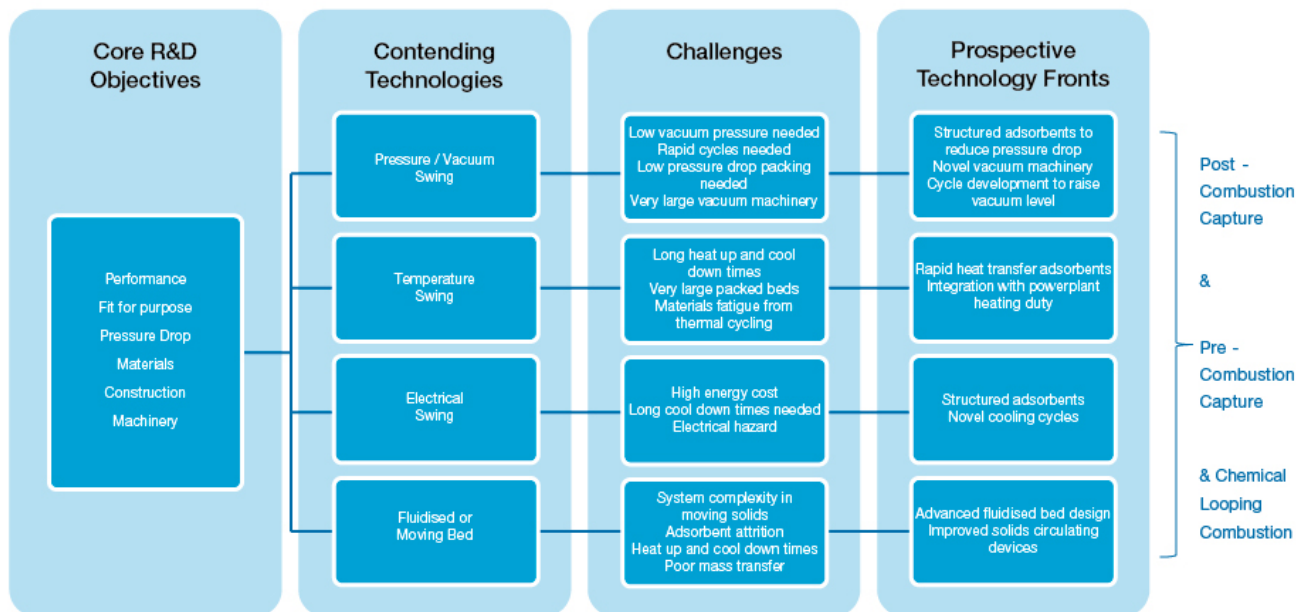 Core R&D
Objectives
Contending
Technologies
Challenges
Prospective
Technology Fronts
Performance
Fit for purpose
Pressure Drop
Materials
Construction
Machinery
Pressure / Vacuum
Swing
Low vacuum pressure needed
Rapid cycles needed
Low pressure drop packing
needed
Very large vacuum machinery
Structured adsorbents to
reduce pressure drop
Novel vacuum machinery
Cycle development to raise
vacuum level
Temperature
Swing
Long heat up and cool
down times
Very large packed beds
Materials fatigue from
thermal cycling
Rapid heat transfer adsorbents
Integration with powerplant
heating duty
Electrical
Swing
High energy cost
Long cool down times needed
Electrical hazard
Structured adsorbents
Novel cooling cycles
Fluidised or
Moving Bed
System complexity in
moving solids
Adsorbent attrition
Heat up and cool down times
Poor mass transfer
Advanced fluidised bed design
Improved solids circulating
devices
Post -
Combustion
Capture
&
Pre -
Combustion
Capture
& Chemical
Looping
Combustion